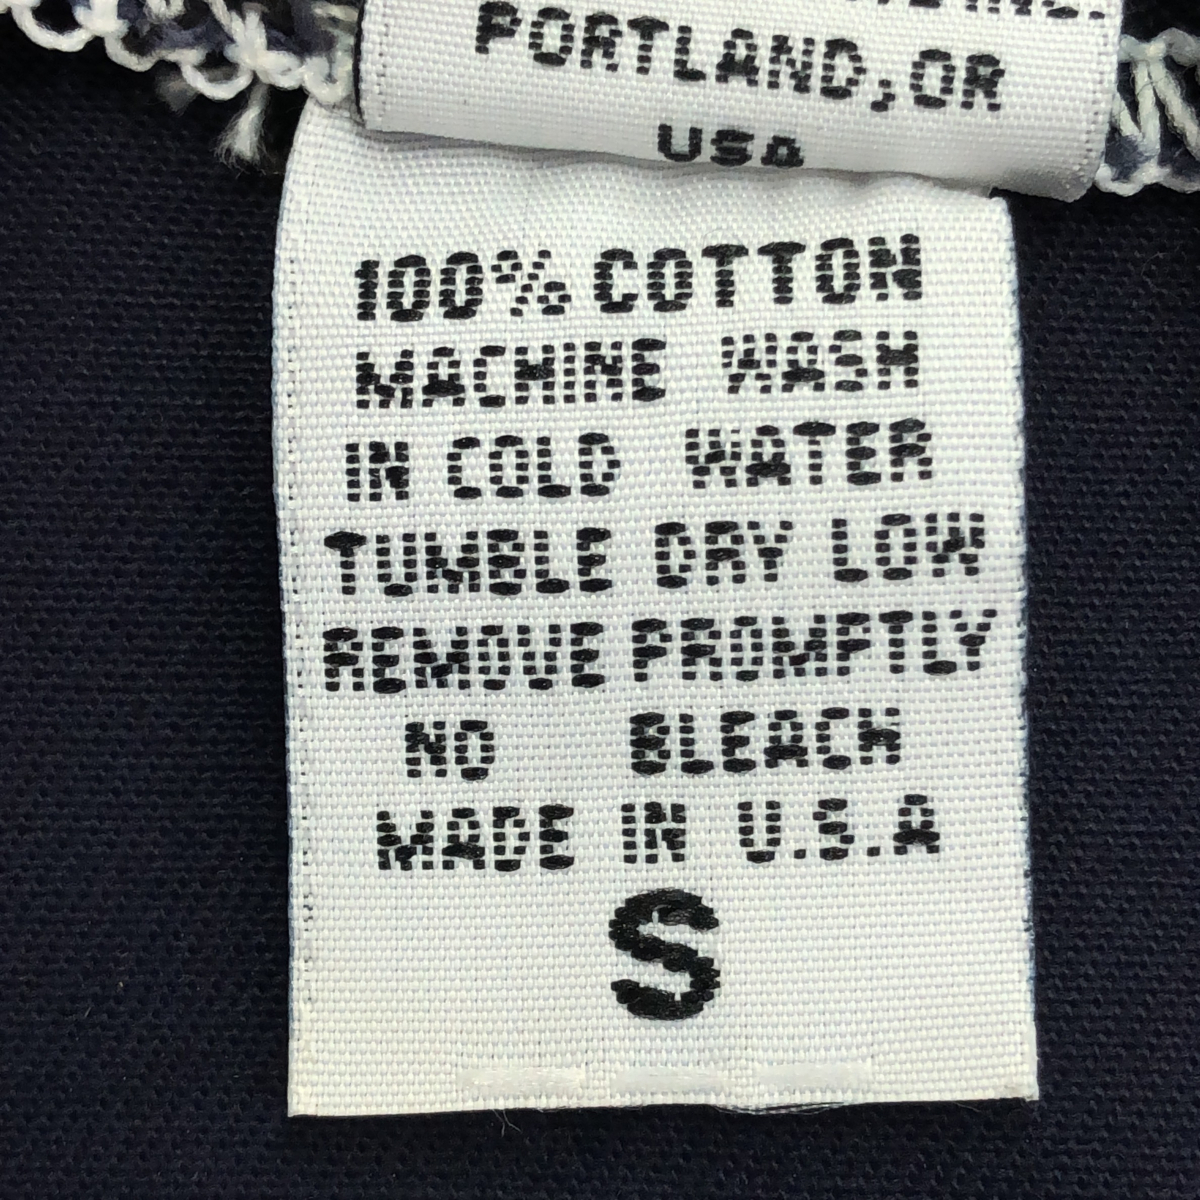 INC.
PORTLAND, OR
USA
100% COTTON
MACHINE WASH
IN COLD WATER
TUMBLE DRY LOW
REMOVE PROMPTLY
NO BLEACH
MADE IN U.S.A
S